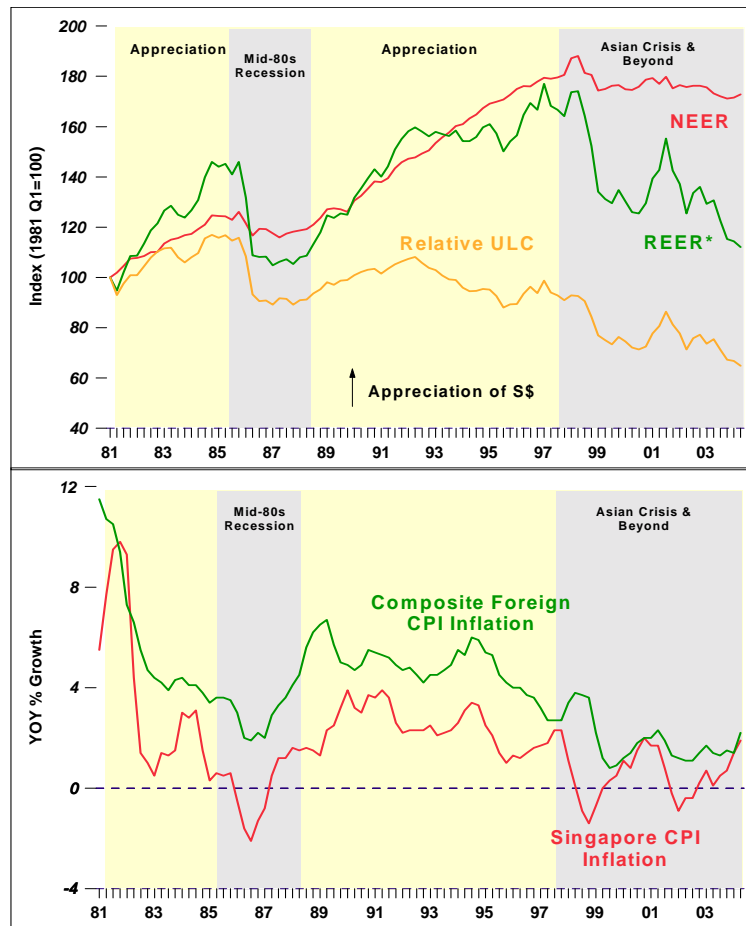 200
180
160
140
120
100
80
60
40
Index (1981 Q1=100)
Appreciation
Mid-80s
Recession
Appreciation
Asian Crisis &
Beyond
NEER
REER*
Relative ULC
Appreciation of S$
81 83 85 87 89 91 93 95 97 99 01 03
12
8
4
0
-4
YOY % Growth
Mid-80s
Recession
Asian Crisis &
Beyond
Composite Foreign
CPI Inflation
Singapore CPI
Inflation
81 83 85 87 89 91 93 95 97 99 01 03